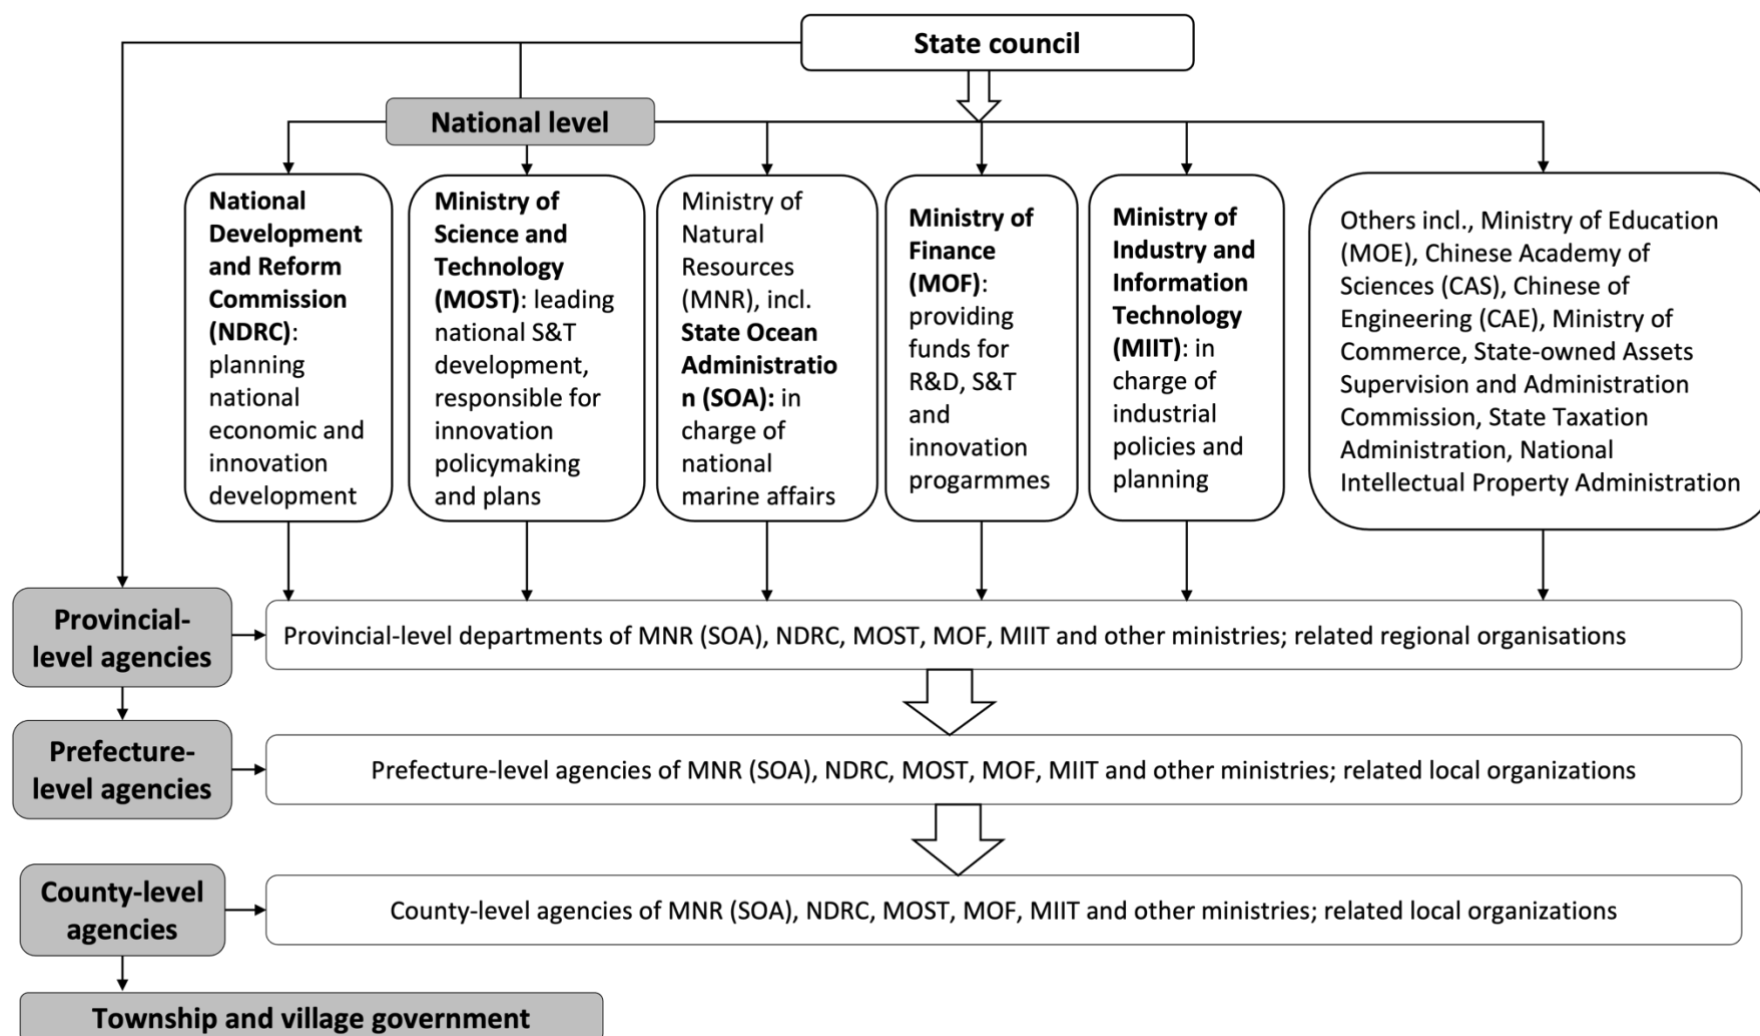 State council
National level
National
Development
and Reform
Commission
(NDRC):
planning
national
economic and
innovation
development
Ministry of
Science and
Technology
(MOST): leading
national S&T
development,
responsible for
innovation
policymaking
and plans
Ministry of
Natural
Resources
(MNR), incl.
State Ocean
Administratio
n (SOA): in
charge of
national
marine affairs
Ministry of
Finance
(MOF):
providing
funds for
R&D, S&T
and
innovation
progarmmes
Ministry of
Industry and
Information
Technology
(MIIT): in
charge of
industrial
policies and
planning
Others incl., Ministry of Education
(MOE), Chinese Academy of
Sciences (CAS), Chinese of
Engineering (CAE), Ministry of
Commerce, State-owned Assets
Supervision and Administration
Commission, State Taxation
Administration, National
Intellectual Property Administration
Provincial-
level agencies
Provincial-level departments of MNR (SOA), NDRC, MOST, MOF, MIIT and other ministries; related regional organisations
Prefecture-
level agencies
Prefecture-level agencies of MNR (SOA), NDRC, MOST, MOF, MIIT and other ministries; related local organizations
County-level
agencies
County-level agencies of MNR (SOA), NDRC, MOST, MOF, MIIT and other ministries; related local organizations
Township and village government